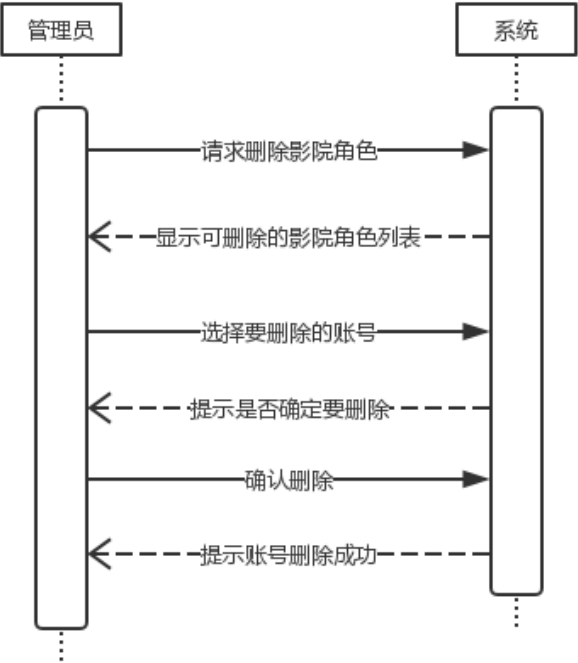 管理员
系统
请求删除影院角色
显示可删除的影院角色列表
选择要删除的账号
提示是否确定要删除
确认删除
提示账号删除成功